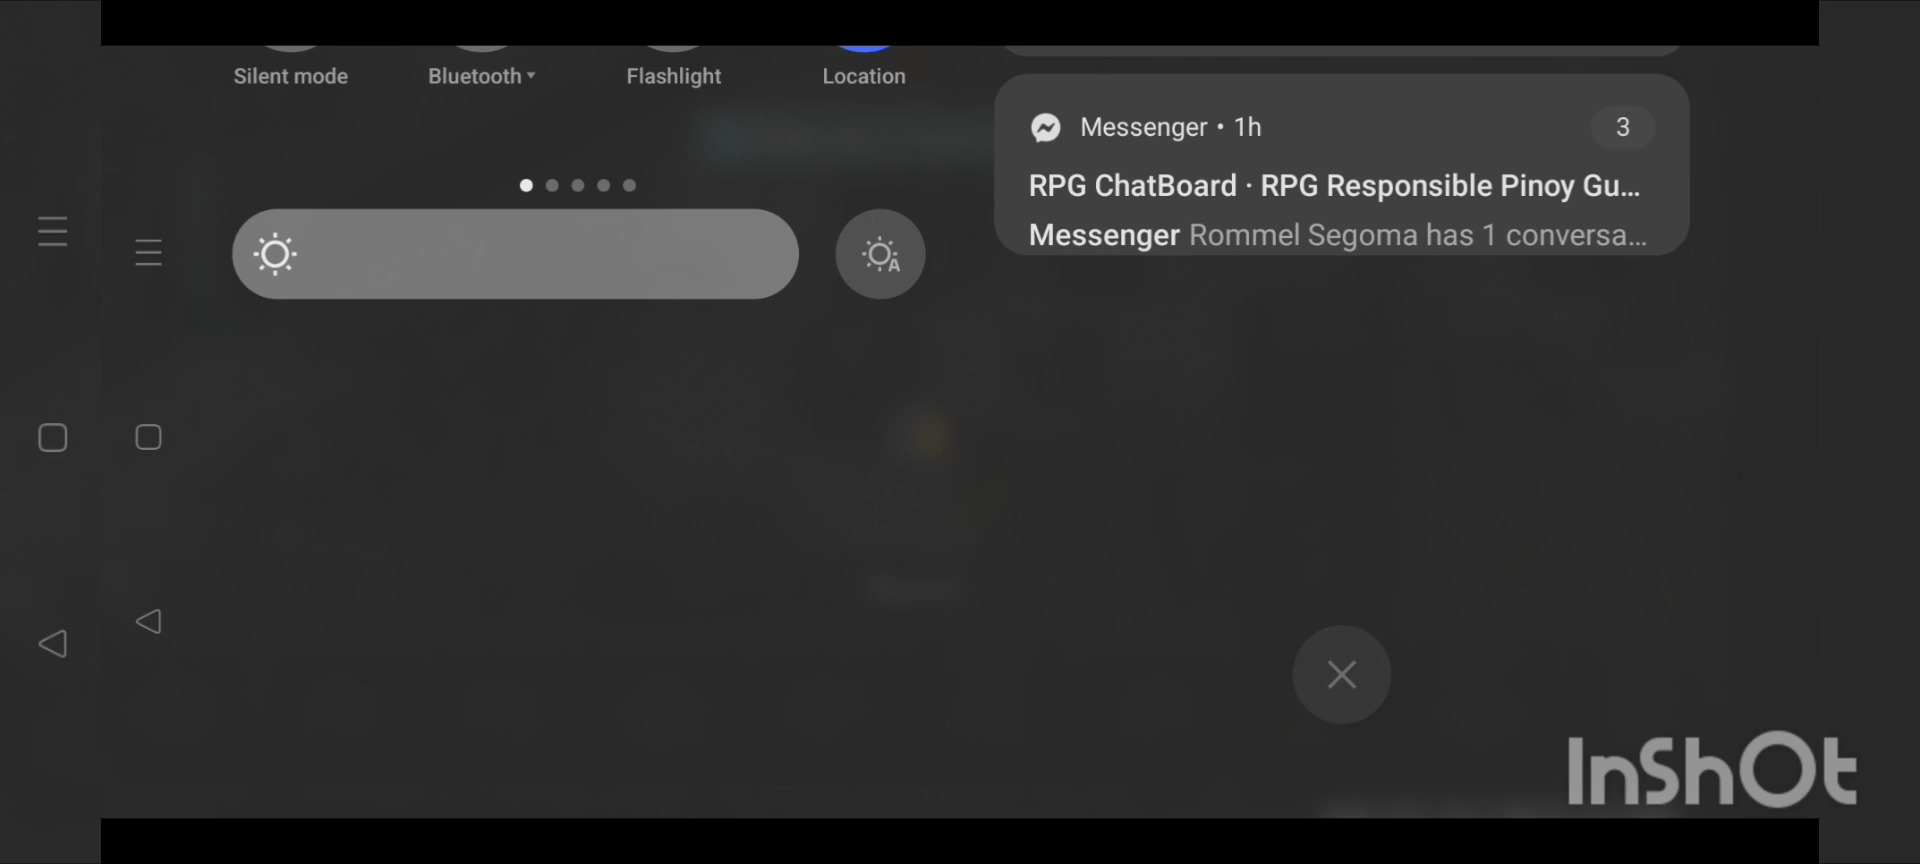 Silent mode
Bluetooth
Flashlight
Location
Messenger • 1h
3
RPG ChatBoard · RPG Responsible Pinoy Gu...
Messenger Rommel Segoma has 1 conversa...
A
InShOt